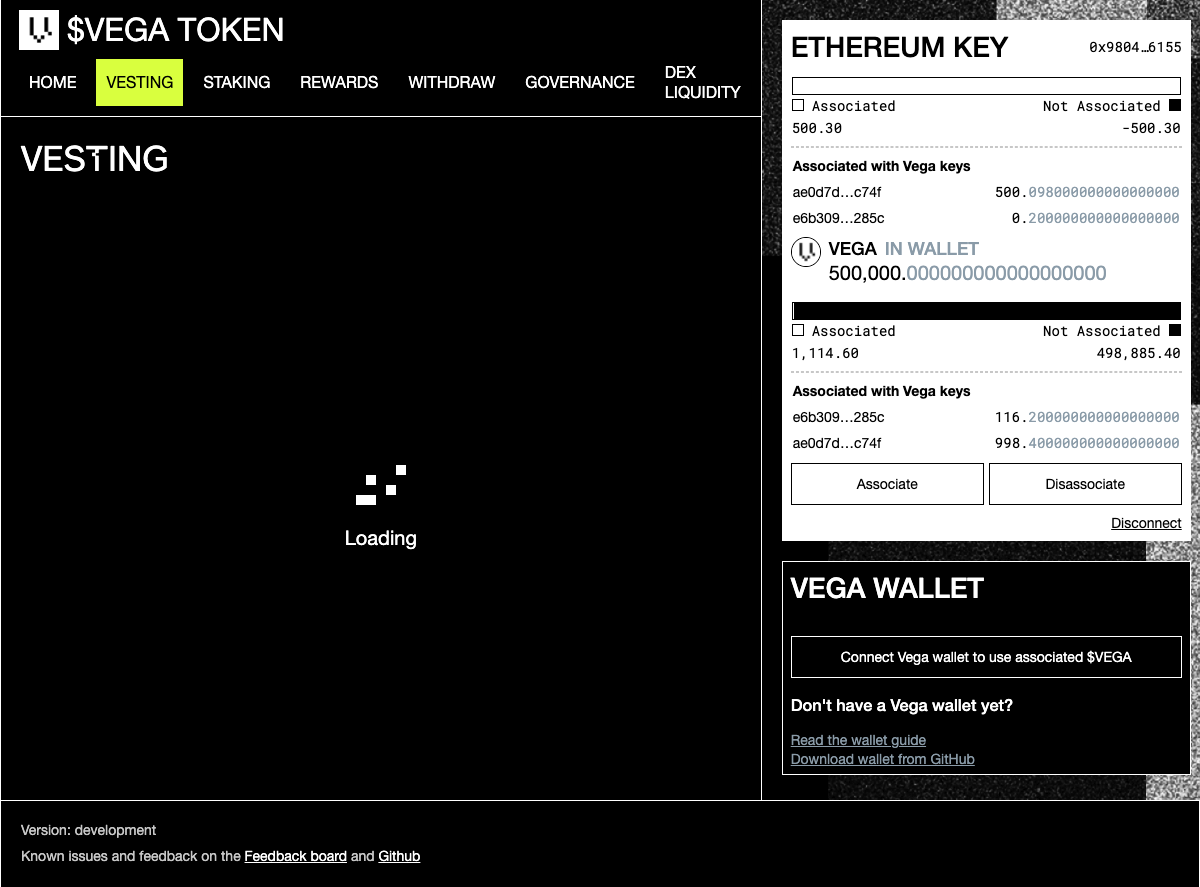 $VEGA TOKEN
HOME VESTING STAKING REWARDS WITHDRAW GOVERNANCE DEX LIQUIDITY
VESTING
Loading
ETHEREUM KEY 0x9804…6155
Associated Not Associated
500.30 -500.30
Associated with Vega keys
ae0d7d…c74f 500.098000000000000000
e6b309…285c 0.200000000000000000
VEGA IN WALLET
500,000.000000000000000000
Associated Not Associated
1,114.60 498,885.40
Associated with Vega keys
e6b309…285c 116.200000000000000000
ae0d7d…c74f 998.400000000000000000
Associate Disassociate
Disconnect
VEGA WALLET
Connect Vega wallet to use associated $VEGA
Don't have a Vega wallet yet?
Read the wallet guide
Download wallet from GitHub
Version: development
Known issues and feedback on the Feedback board and Github